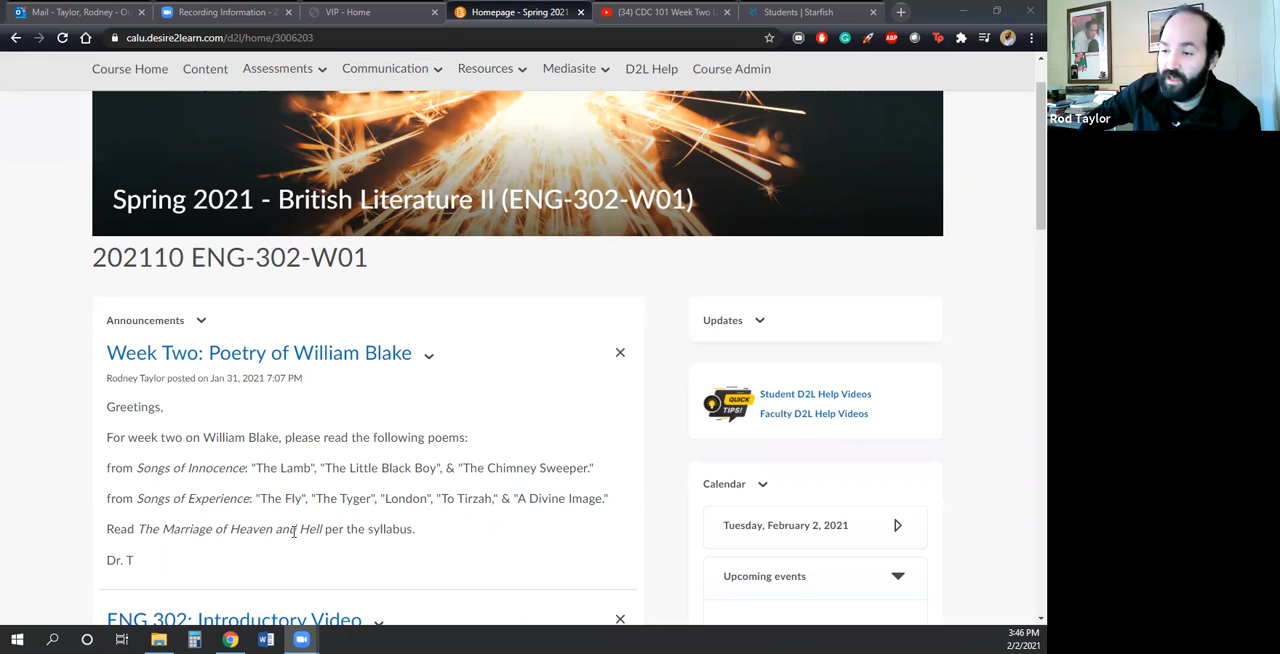 Mail - Taylor, Rodney - Ou
Recording Information - Z
VIP - Home
Homepage - Spring 2021
(34) CDC 101 Week Two L
Students | Starfish
calu.desire2learn.com/d2l/home/3006203
Course Home Content Assessments Communication Resources Mediasite D2L Help Course Admin
Rod Taylor
Spring 2021 - British Literature II (ENG-302-W01)
202110 ENG-302-W01
Announcements
Week Two: Poetry of William Blake
Rodney Taylor posted on Jan 31, 2021 7:07 PM
Greetings,
For week two on William Blake, please read the following poems:
from Songs of Innocence: "The Lamb", "The Little Black Boy", & "The Chimney Sweeper."
from Songs of Experience: "The Fly", "The Tyger", "London", "To Tirzah," & "A Divine Image."
Read The Marriage of Heaven and Hell per the syllabus.
Dr. T
ENG 302: Introductory Video
Updates
QUICK
TIPS!
Student D2L Help Videos
Faculty D2L Help Videos
Calendar
Tuesday, February 2, 2021
Upcoming events
ABP
Tp
3:46 PM
2/2/2021